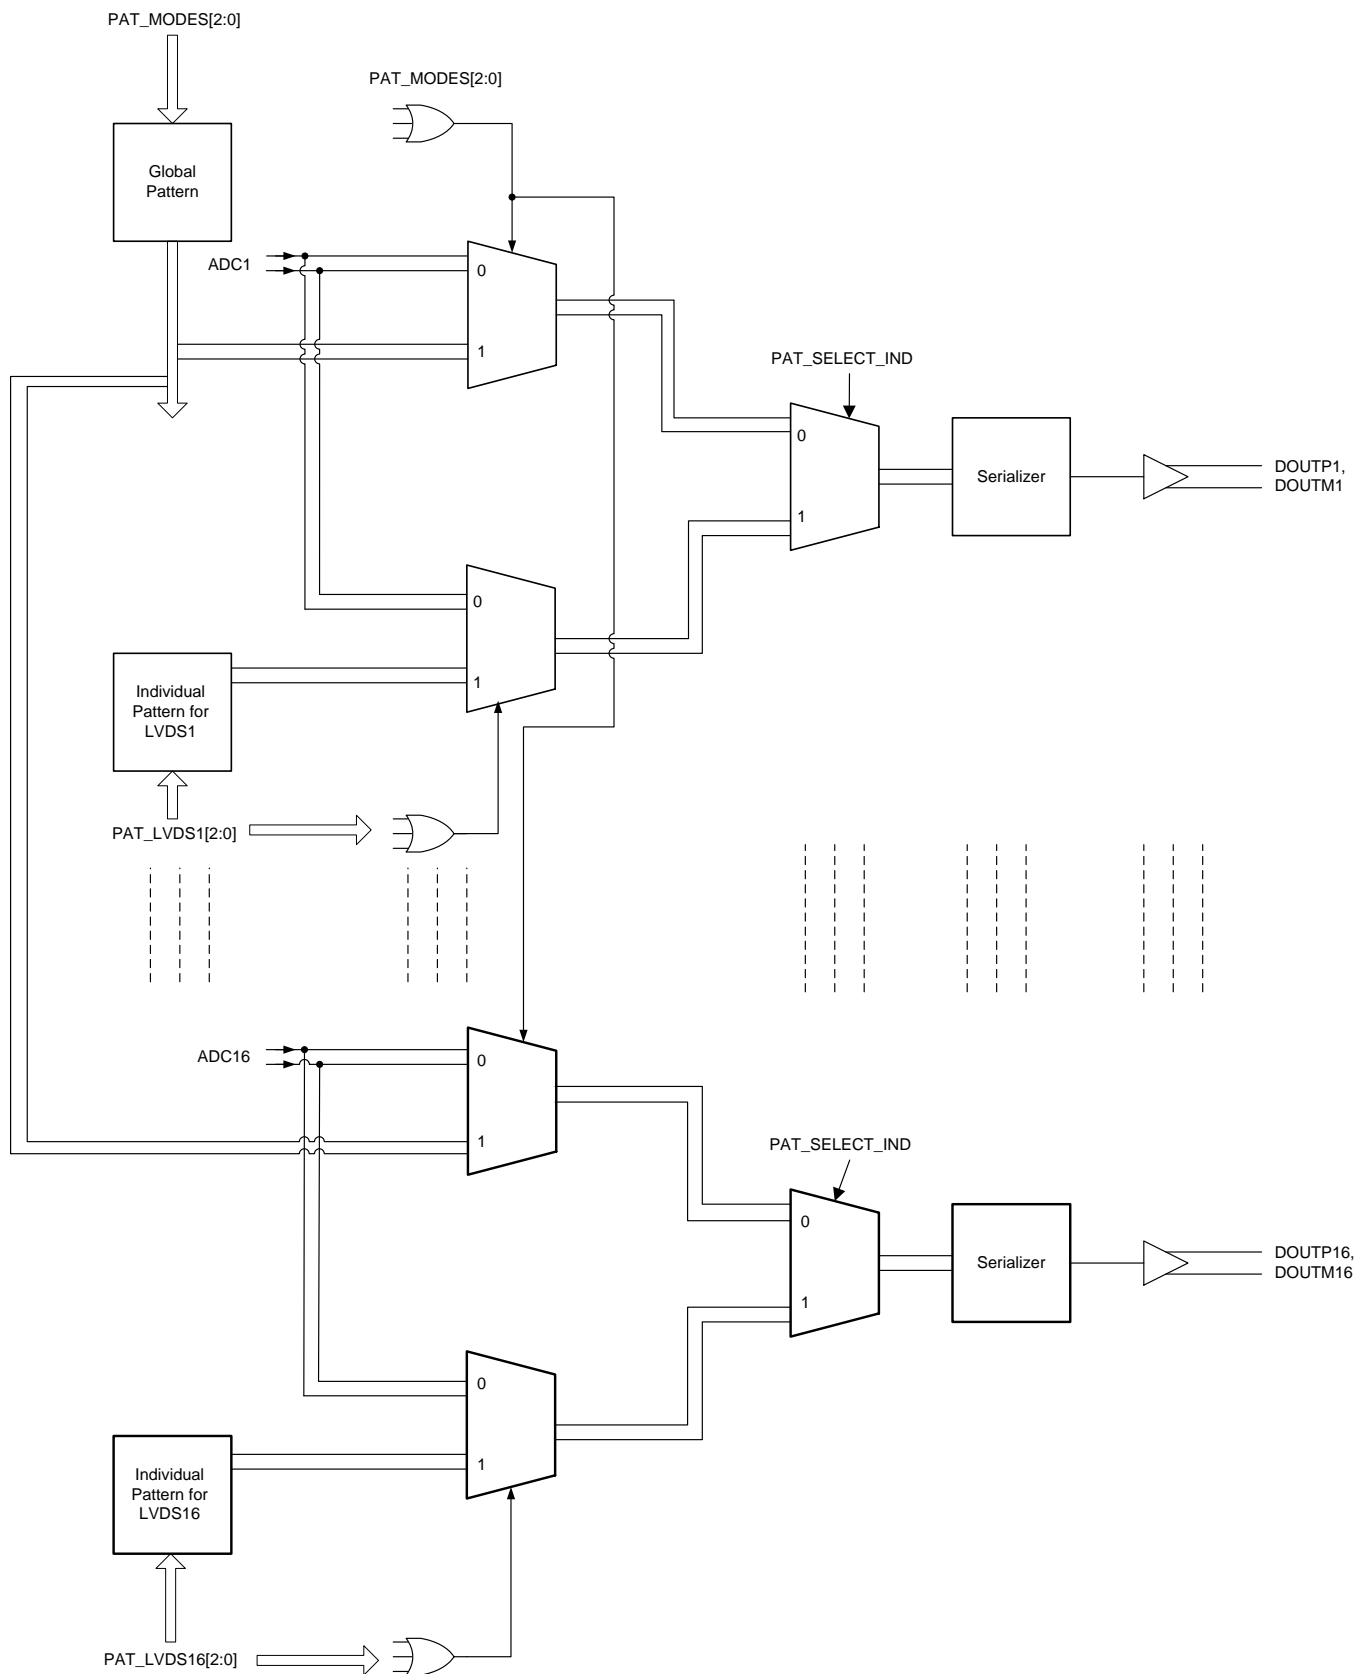 PAT_MODES[2:0]
PAT_MODES[2:0]
Global
Pattern
ADC1
0
1
PAT_SELECT_IND
0
1
Serializer
DOUTP1,
DOUTM1
0
1
Individual
Pattern for
LVDS1
PAT_LVDS1[2:0]
ADC16
0
1
PAT_SELECT_IND
0
1
Serializer
DOUTP16,
DOUTM16
0
1
Individual
Pattern for
LVDS16
PAT_LVDS16[2:0]